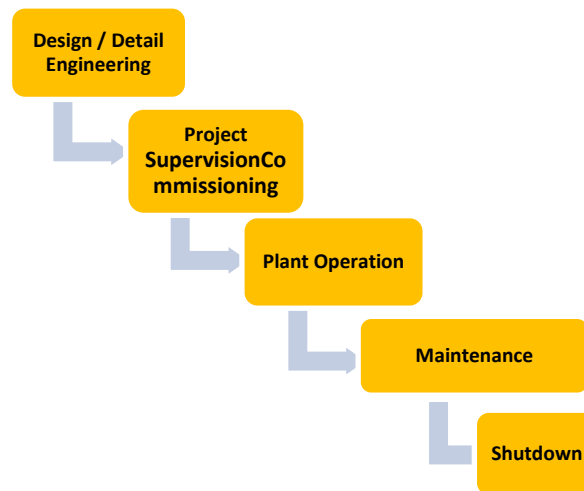 Design / Detail
Engineering
Project
SupervisionCo
mmissioning
Plant Operation
Maintenance
Shutdown